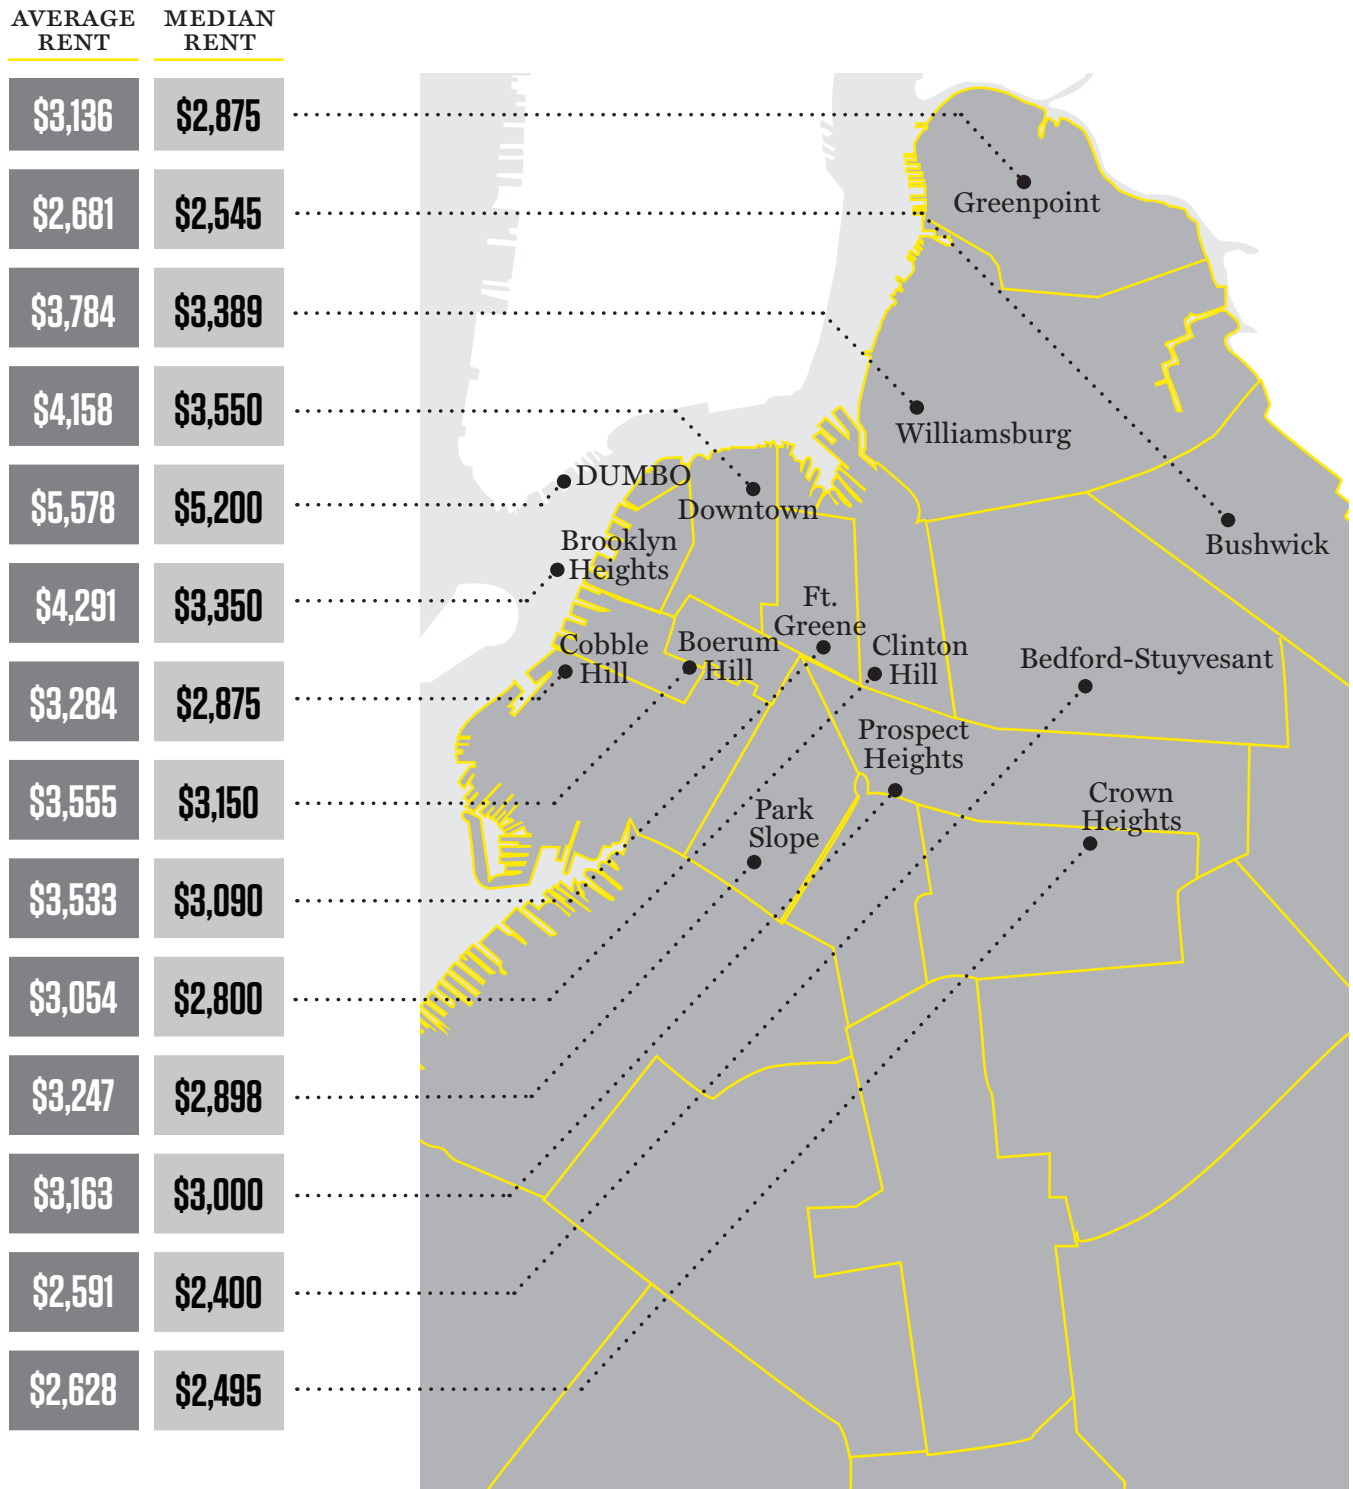 AVERAGE
RENT
MEDIAN
RENT
$3,136
$2,875
$2,681
$2,545
$3,784
$3,389
$4,158
$3,550
$5,578
$5,200
$4,291
$3,350
$3,284
$2,875
$3,555
$3,150
$3,533
$3,090
$3,054
$2,800
$3,247
$2,898
$3,163
$3,000
$2,591
$2,400
$2,628
$2,495
Greenpoint
Williamsburg
DUMBO
Downtown
Bushwick
Brooklyn
Heights
Ft.
Greene
Cobble
Hill
Boerum
Hill
Clinton
Hill
Bedford-Stuyvesant
Prospect
Heights
Park
Slope
Crown
Heights